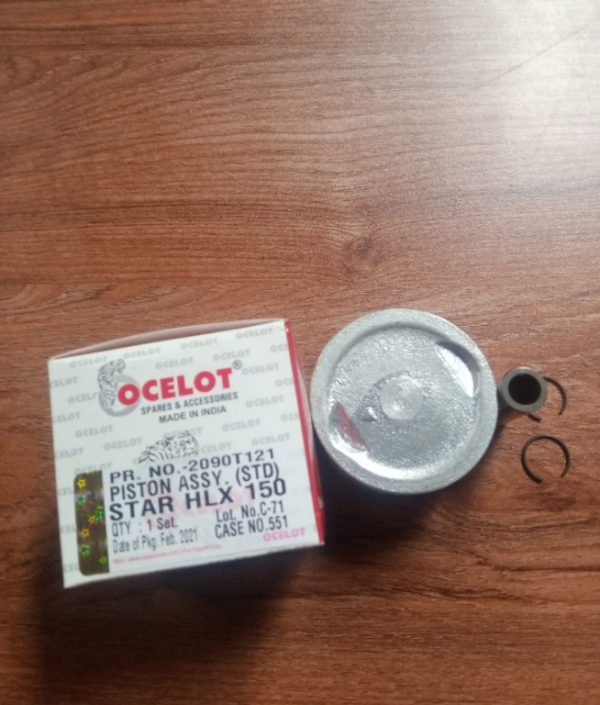 OCELOT®
SPARES & ACCESSORIES
MADE IN INDIA
PR. NO.-2090T121
PISTON ASSY. (STD)
STAR HLX 150
QTY : 1 Set. Lot. No.C-71
Date of Pkg. Feb. 2021 CASE NO.551
OCELOT